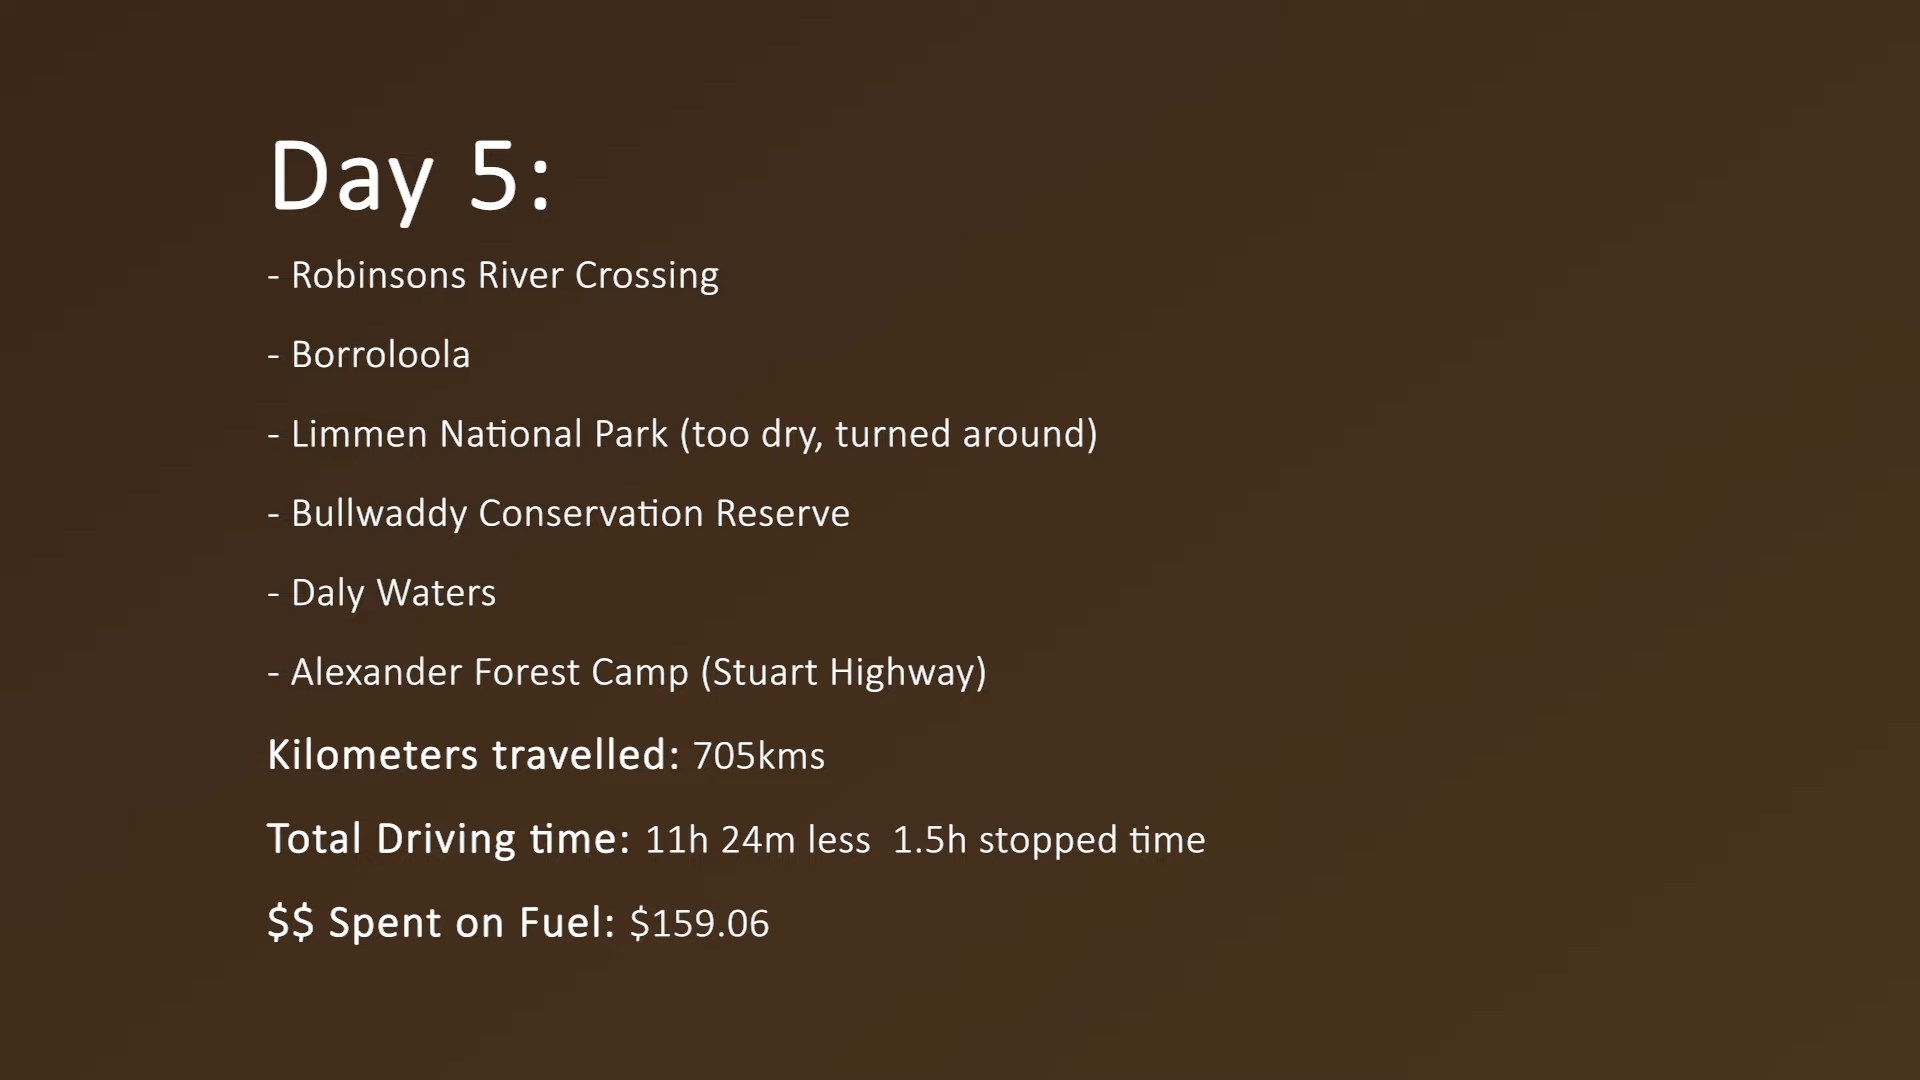 Day 5:
- Robinsons River Crossing
- Borroloola
- Limmen National Park (too dry, turned around)
- Bullwaddy Conservation Reserve
- Daly Waters
- Alexander Forest Camp (Stuart Highway)
Kilometers travelled: 705kms
Total Driving time: 11h 24m less  1.5h stopped time
$$ Spent on Fuel: $159.06